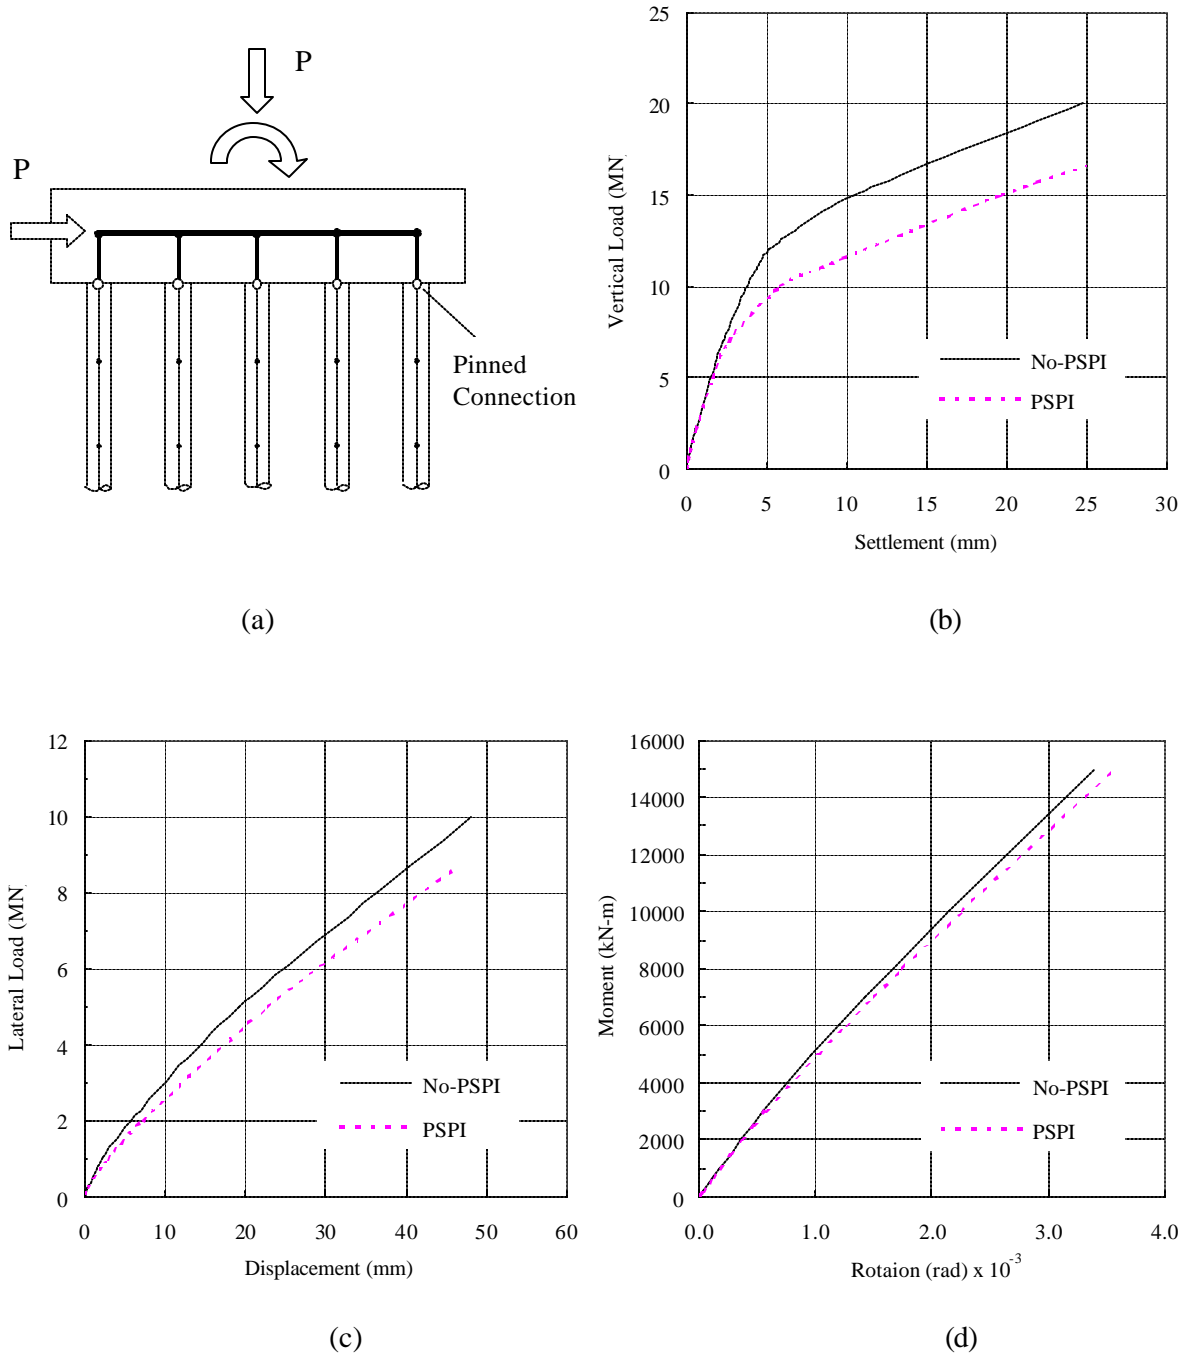 P
P
Pinned
Connection
(a)
25
20
15
10
5
0
Vertical Load (MN)
No-PSPI
PSPI
0 5 10 15 20 25 30
Settlement (mm)
(b)
12
10
8
6
4
2
0
Lateral Load (MN)
No-PSPI
PSPI
0 10 20 30 40 50 60
Displacement (mm)
(c)
16000
14000
12000
10000
8000
6000
4000
2000
0
Moment (kN-m)
No-PSPI
PSPI
0.0 1.0 2.0 3.0 4.0
Rotaion (rad) x 10⁻³
(d)